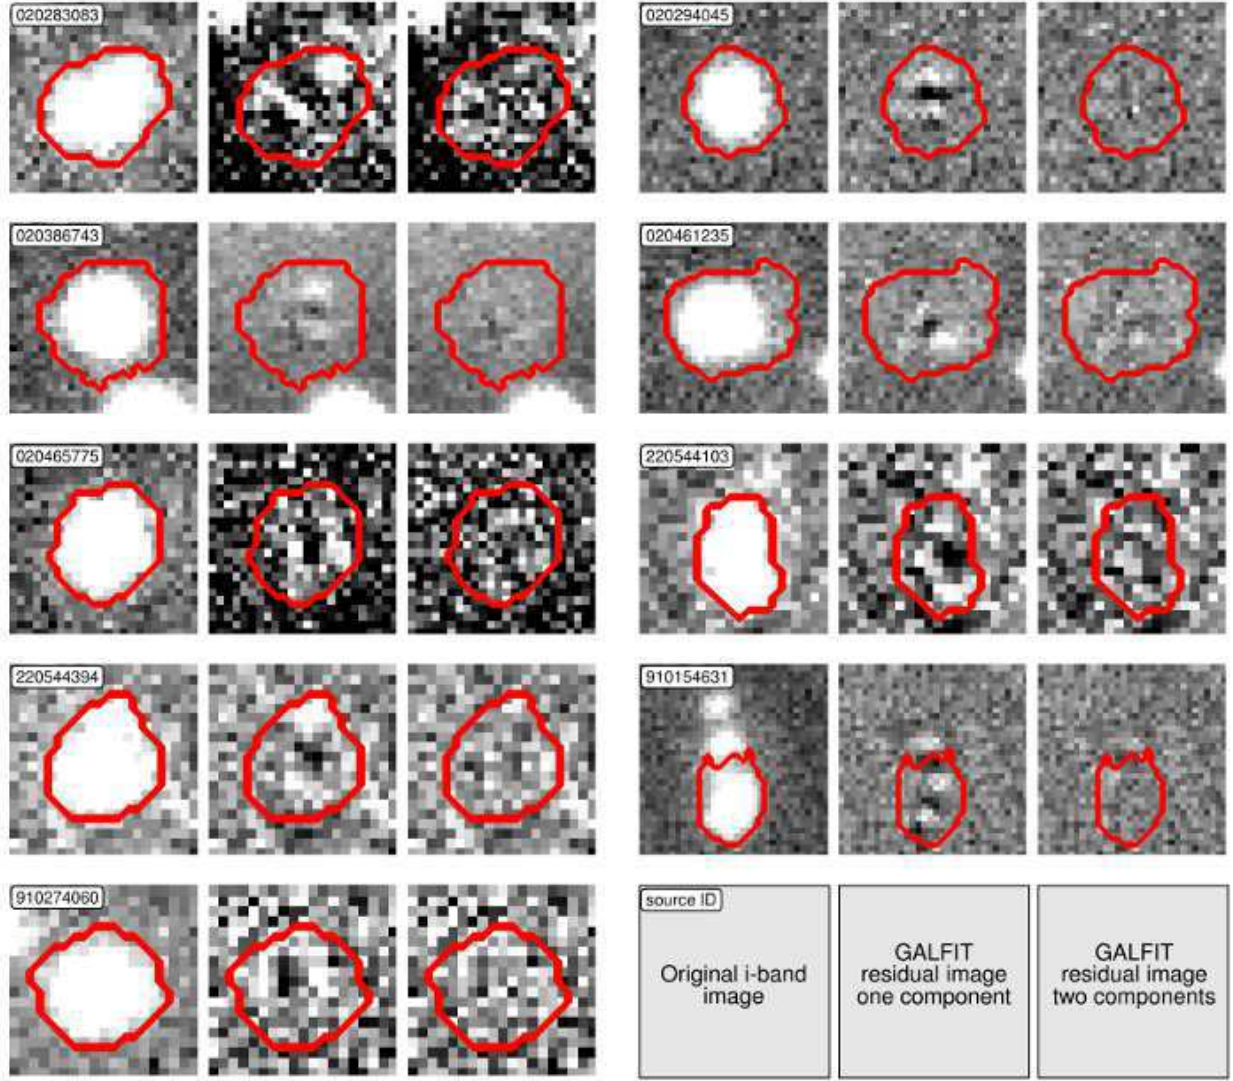 020283083
020294045
020386743
020461235
020465775
220544103
220544394
910154631
910274060
source ID
Original i-band
image
GALFIT
residual image
one component
GALFIT
residual image
two components